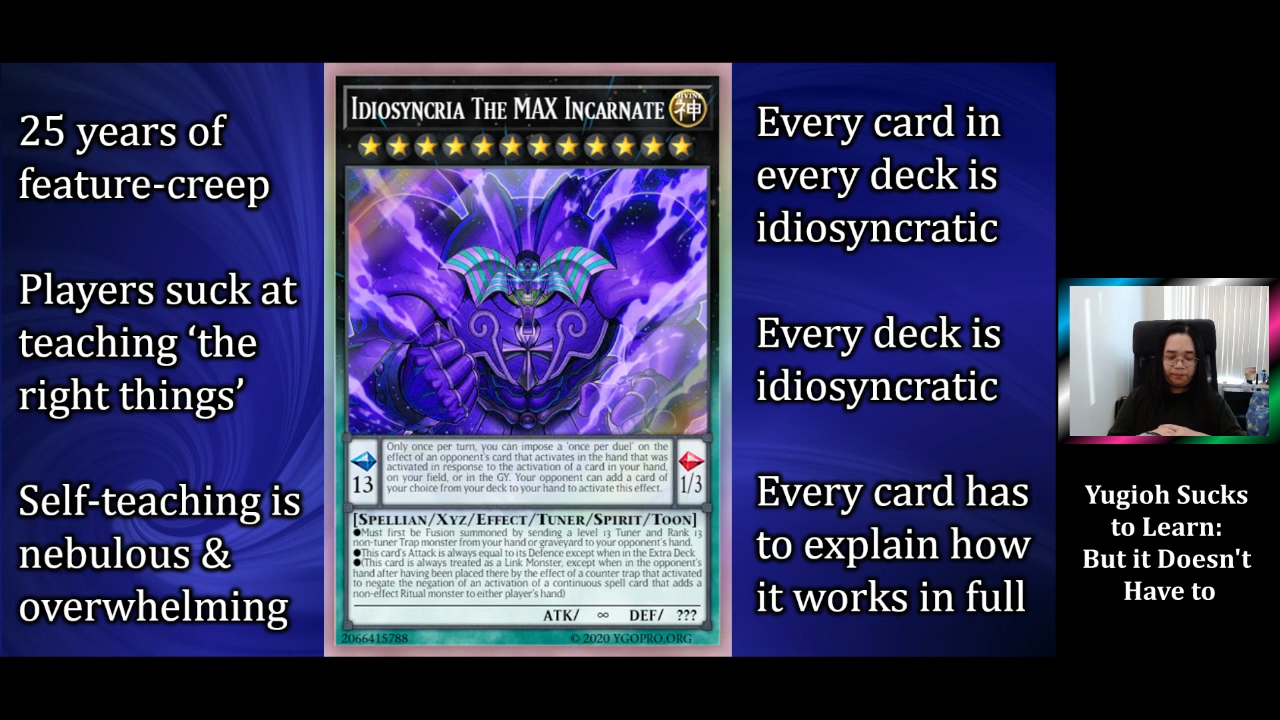 25 years of
feature-creep
Players suck at
teaching ‘the
right things’
Self-teaching is
nebulous &
overwhelming
Idiosyncria The MAX Incarnate
DIVINE
神
Only once per turn, you can impose a 'once per duel' on the
effect of an opponent's card that activates in the hand that was
activated in response to the activation of a card in your hand,
on your field, or in the GY. Your opponent can add a card of
your choice from your deck to your hand to activate this effect.
13
1/3
[Spellian/Xyz/Effect/Tuner/Spirit/Toon]
●Must first be Fusion summoned by sending a level 13 Tuner and Rank 13
non-tuner Trap monster from your hand or graveyard to your opponent's hand.
●This card's Attack is always equal to its Defence except when in the Extra Deck
●(This card is always treated as a Link Monster, except when in the opponent's
hand after having been placed there by the effect of a counter trap that activated
to negate the negation of an activation of a continuous spell card that adds a
non-effect Ritual monster to either player's hand)
ATK/ ∞ DEF/ ???
2066415788 © 2020 YGOPRO.ORG
Every card in
every deck is
idiosyncratic
Every deck is
idiosyncratic
Every card has
to explain how
it works in full
Yugioh Sucks
to Learn:
But it Doesn't
Have to